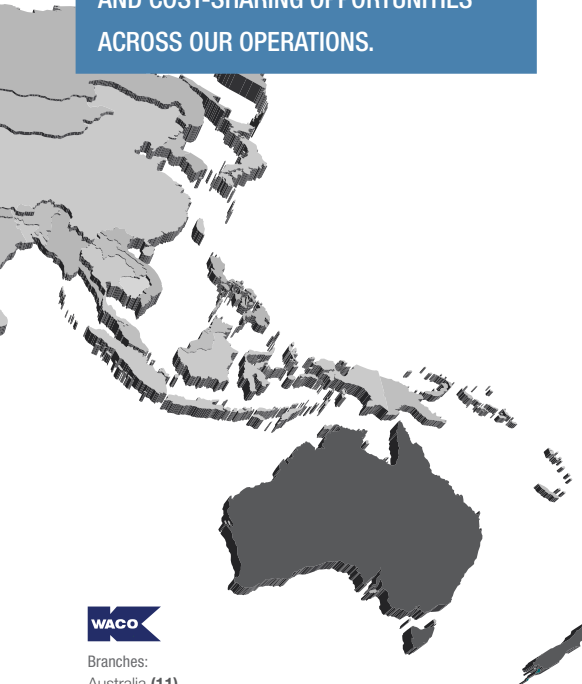 AND COST-SHARING OPPORTUNITIES
ACROSS OUR OPERATIONS.
WACO
Branches:
Australia (11)